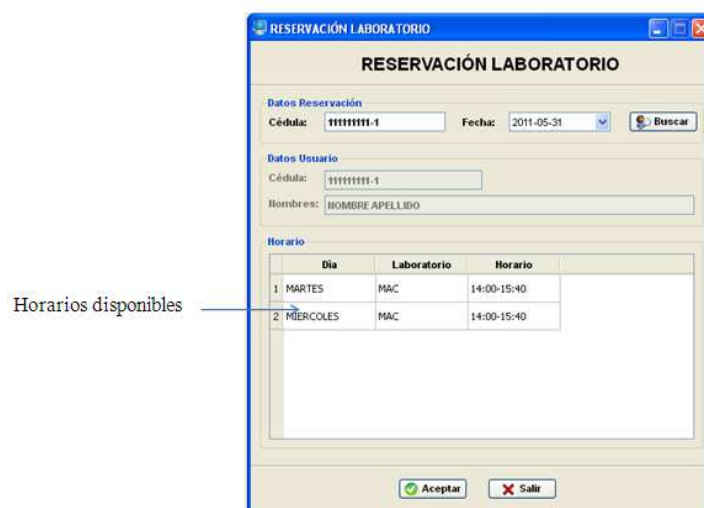 RESERVACIÓN LABORATORIO
RESERVACIÓN LABORATORIO
Datos Reservación
Cédula: 111111111-1 Fecha: 2011-05-31 Buscar
Datos Usuario
Cédula: 111111111-1
Nombres: NOMBRE APELLIDO
Horario
Dia Laboratorio Horario
1 MARTES MAC 14:00-15:40
2 MIERCOLES MAC 14:00-15:40
Horarios disponibles
Aceptar Salir